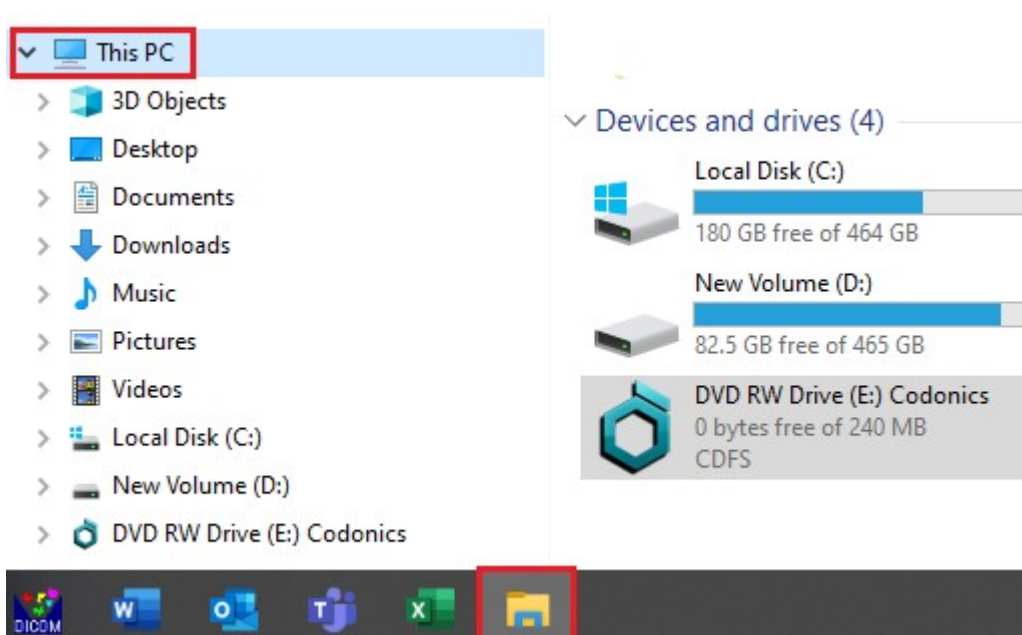 This PC
3D Objects
Desktop
Documents
Downloads
Music
Pictures
Videos
Local Disk (C:)
New Volume (D:)
DVD RW Drive (E:) Codonics
Devices and drives (4)
Local Disk (C:)
180 GB free of 464 GB
New Volume (D:)
82.5 GB free of 465 GB
DVD RW Drive (E:) Codonics
0 bytes free of 240 MB
CDFS
DICOM
W
O
T
X